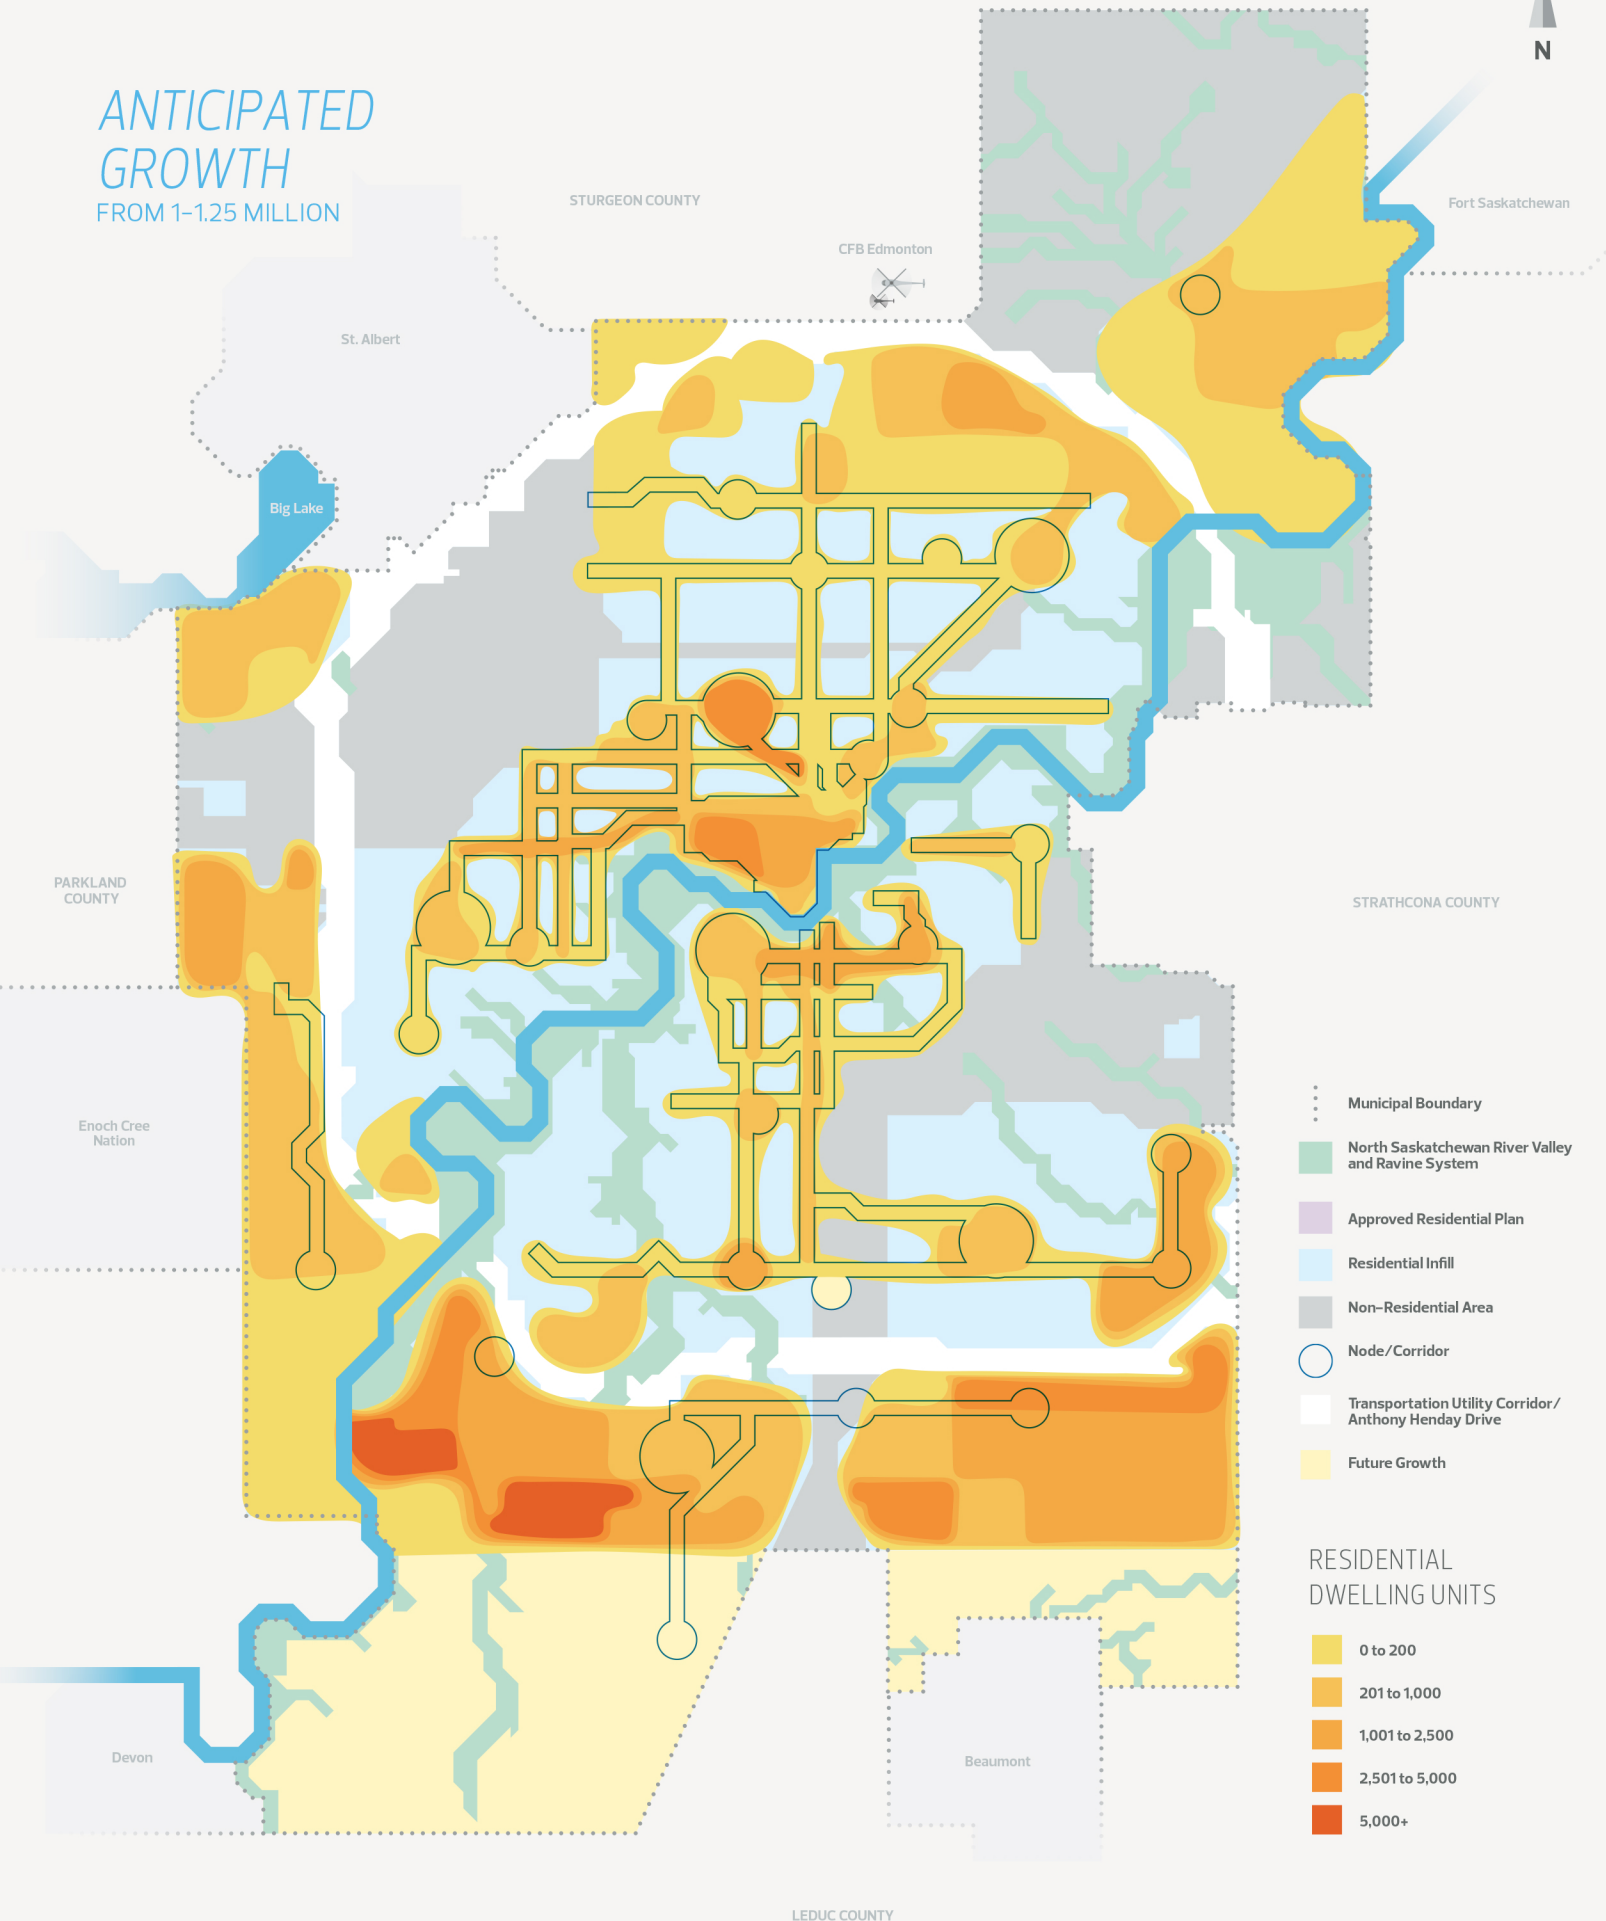 N
ANTICIPATED
GROWTH
FROM 1–1.25 MILLION
STURGEON COUNTY
Fort Saskatchewan
CFB Edmonton
St. Albert
Big Lake
PARKLAND
COUNTY
STRATHCONA COUNTY
Enoch Cree
Nation
Municipal Boundary
North Saskatchewan River Valley
and Ravine System
Approved Residential Plan
Residential Infill
Non–Residential Area
Node/Corridor
Transportation Utility Corridor/
Anthony Henday Drive
Future Growth
RESIDENTIAL
DWELLING UNITS
0 to 200
201 to 1,000
1,001 to 2,500
2,501 to 5,000
5,000+
Devon
Beaumont
LEDUC COUNTY